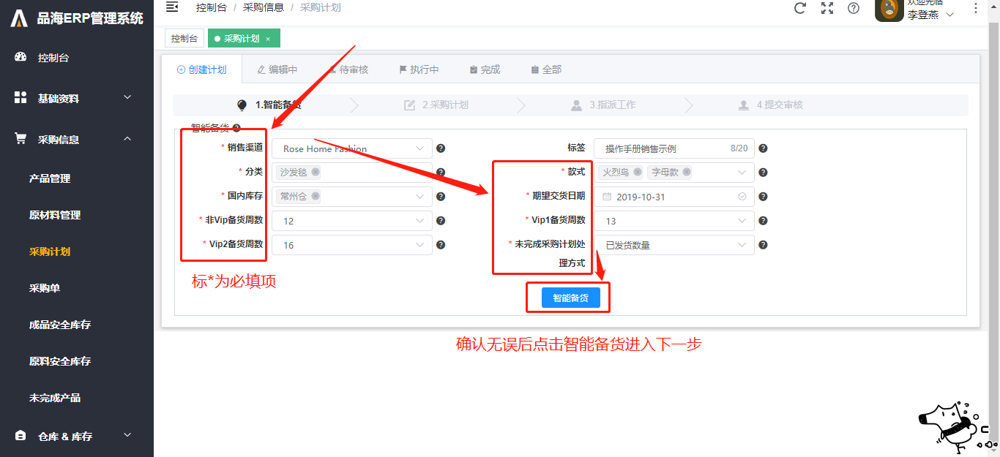 品海ERP管理系统
控制台 / 采购信息 / 采购计划
欢迎光临
李登燕
控制台
采购计划 ×
控制台
基础资料
采购信息
产品管理
原材料管理
采购计划
采购单
成品安全库存
原料安全库存
未完成产品
仓库 & 库存
创建计划
编辑中
待审核
执行中
完成
全部
1.智能备货
2.采购计划
3.指派工作
4.提交审核
智能备货
* 销售渠道 Rose Home Fashion
标签 操作手册销售示例 8/20
* 分类 沙发毯
* 款式 火烈鸟 字母款
* 国内库存 常州仓
* 期望交货日期 2019-10-31
* 非Vip备货周数 12
* Vip1备货周数 13
* Vip2备货周数 16
* 未完成采购计划处
理方式 已发货数量
标*为必填项
智能备货
确认无误后点击智能备货进入下一步